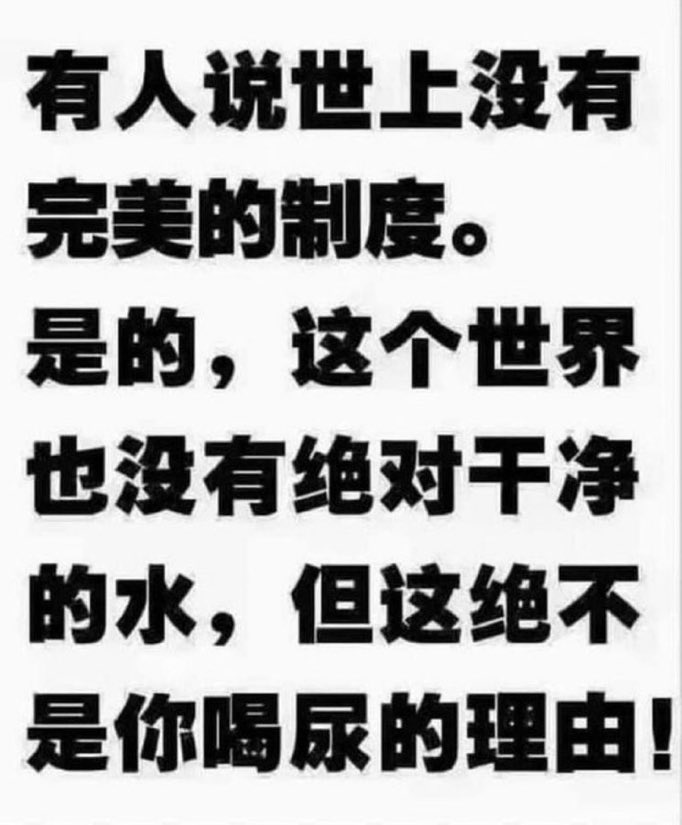 有人说世上没有
完美的制度。
是的，这个世界
也没有绝对干净
的水，但这绝不
是你喝尿的理由！